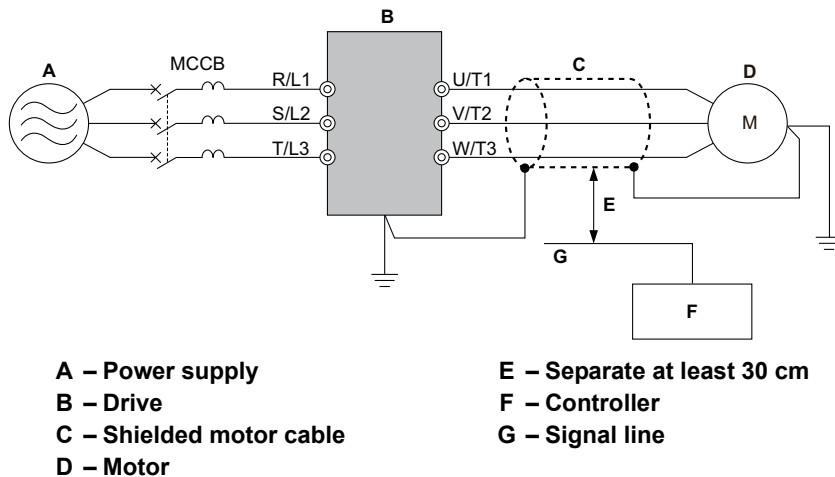 B
A
MCCB
R/L1
U/T1
C
D
S/L2
V/T2
M
T/L3
W/T3
E
G
F
A – Power supply
B – Drive
C – Shielded motor cable
D – Motor
E – Separate at least 30 cm
F – Controller
G – Signal line